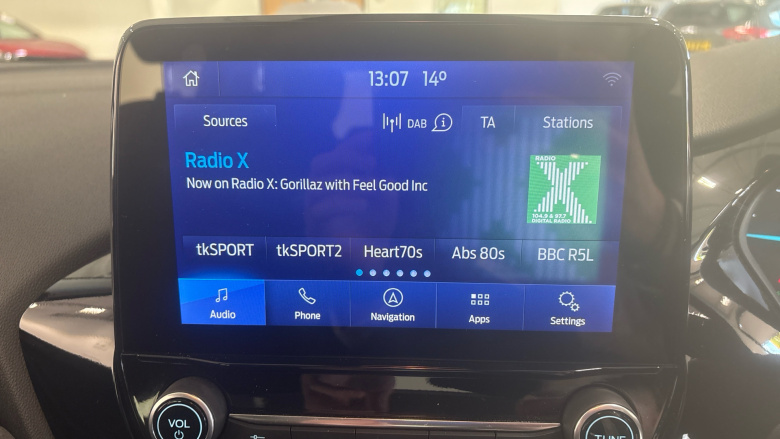 13:07 14°
Sources DAB i TA Stations
Radio X
Now on Radio X: Gorillaz with Feel Good Inc
RADIO
X
104.9 & 97.7
DIGITAL RADIO
tkSPORT tkSPORT2 Heart70s Abs 80s BBC R5L
Audio Phone Navigation Apps Settings
VOL TUNE